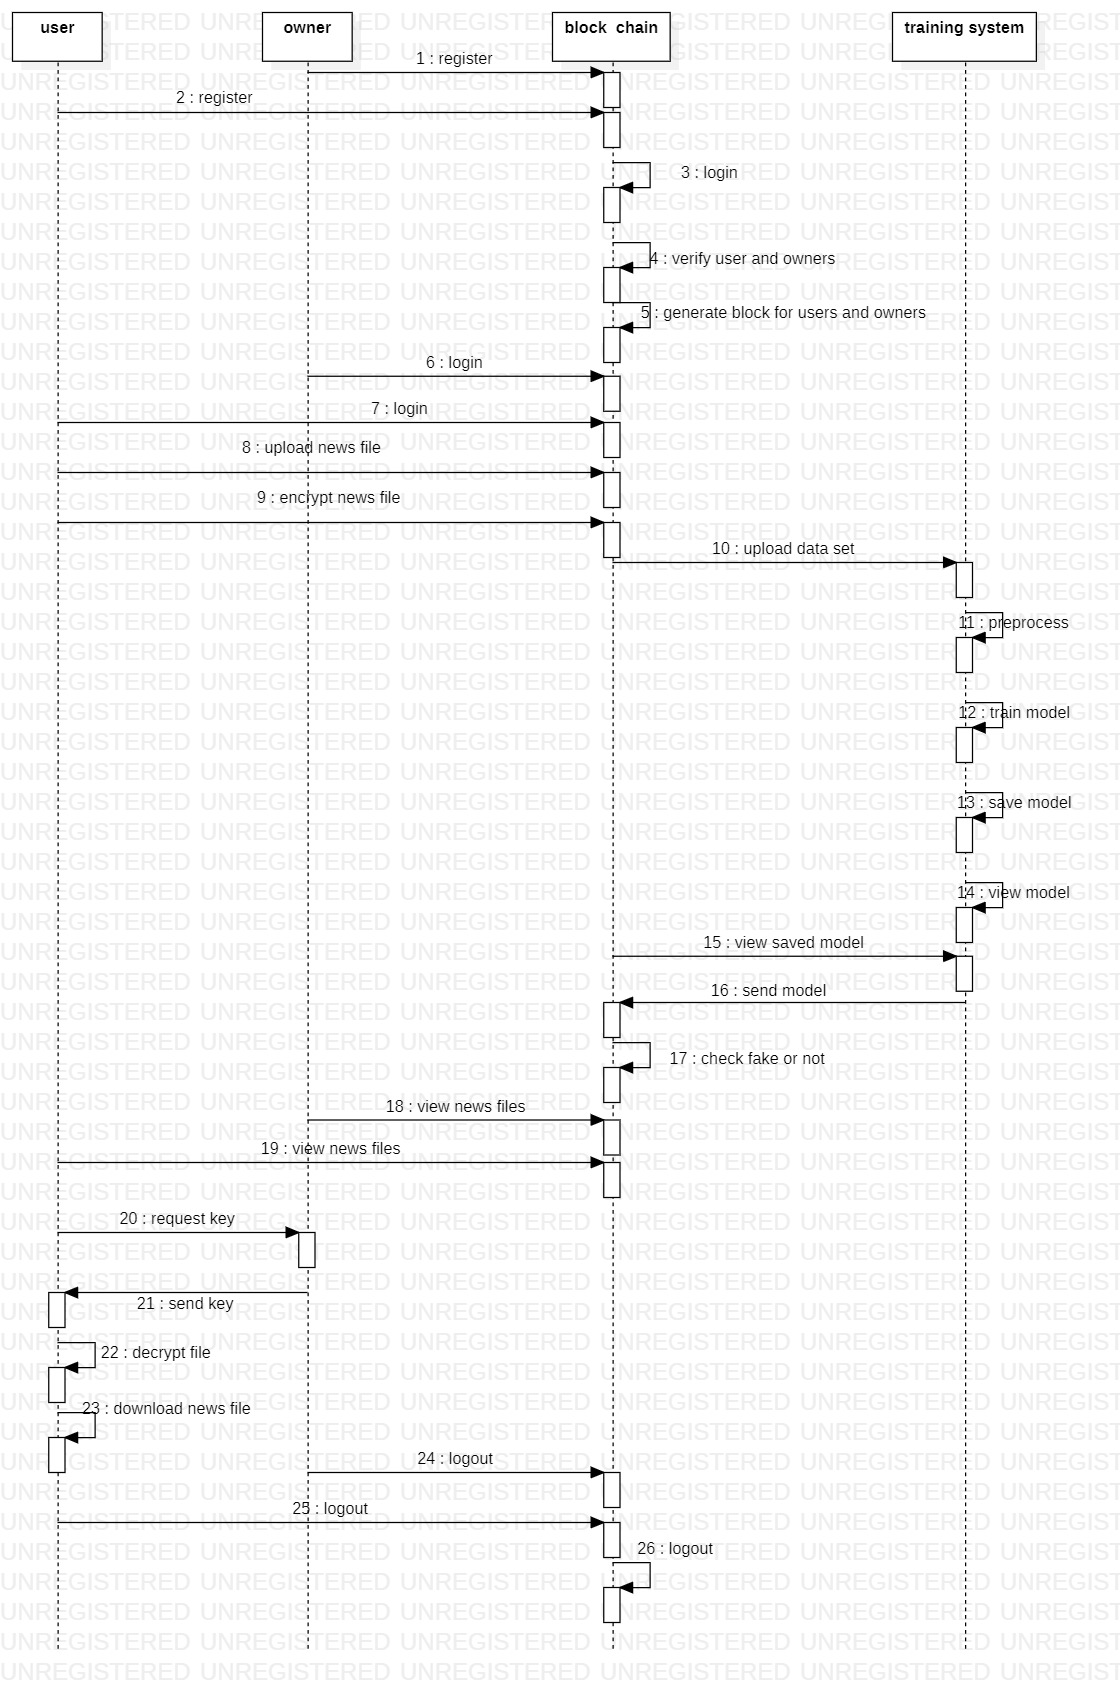 user
owner
block chain
training system
1 : register
2 : register
3 : login
4 : verify user and owners
5 : generate block for users and owners
6 : login
7 : login
8 : upload news file
9 : encrypt news file
10 : upload data set
11 : preprocess
12 : train model
13 : save model
14 : view model
15 : view saved model
16 : send model
17 : check fake or not
18 : view news files
19 : view news files
20 : request key
21 : send key
22 : decrypt file
23 : download news file
24 : logout
25 : logout
26 : logout
UNREGISTERED